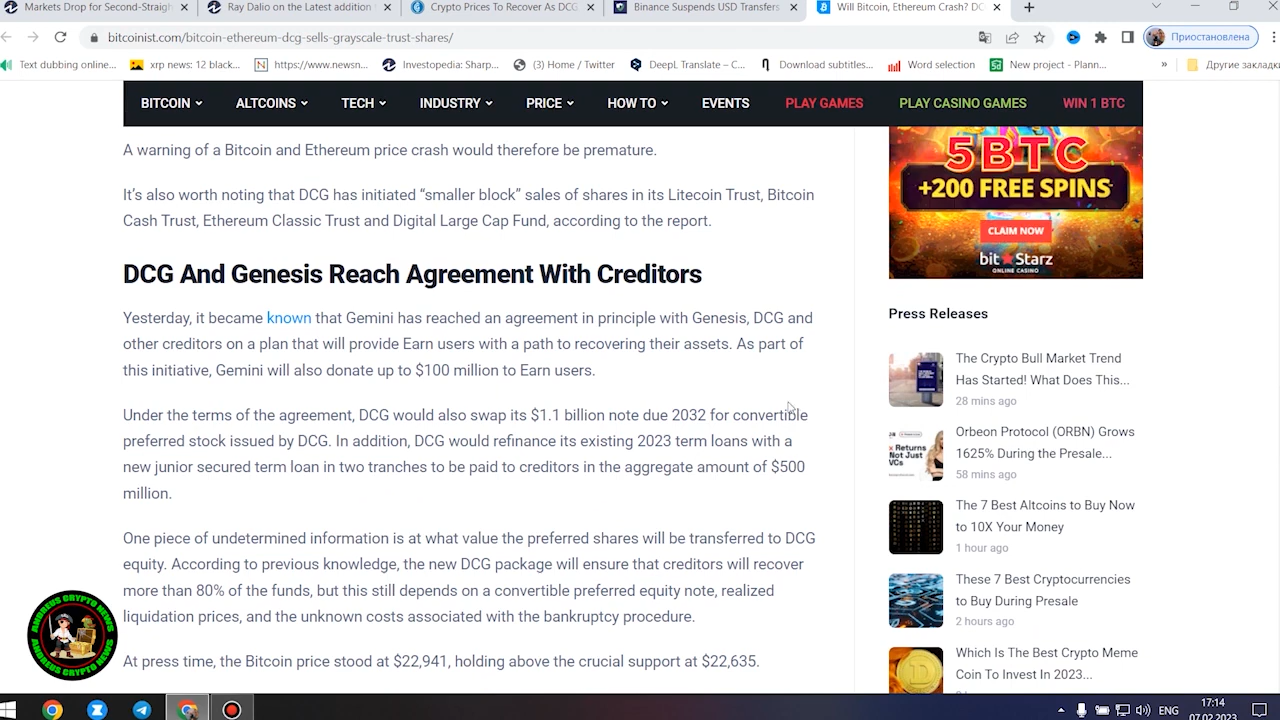 Markets Drop for Second-Straigh
Ray Dalio on the Latest addition
Crypto Prices To Recover As DCG
Binance Suspends USD Transfers
Will Bitcoin, Ethereum Crash? DC
bitcoinist.com/bitcoin-ethereum-dcg-sells-grayscale-trust-shares/
Приостановлена
Text dubbing online...
xrp news: 12 black...
https://www.newsn...
Investopedia: Sharp...
(3) Home / Twitter
DeepL Translate – C...
Download subtitles...
Word selection
New project - Plann...
»
Другие закладки
BITCOIN
ALTCOINS
TECH
INDUSTRY
PRICE
HOW TO
EVENTS
PLAY GAMES
PLAY CASINO GAMES
WIN 1 BTC
A warning of a Bitcoin and Ethereum price crash would therefore be premature.
It’s also worth noting that DCG has initiated “smaller block” sales of shares in its Litecoin Trust, Bitcoin
Cash Trust, Ethereum Classic Trust and Digital Large Cap Fund, according to the report.
DCG And Genesis Reach Agreement With Creditors
Yesterday, it became known that Gemini has reached an agreement in principle with Genesis, DCG and
other creditors on a plan that will provide Earn users with a path to recovering their assets. As part of
this initiative, Gemini will also donate up to $100 million to Earn users.
Under the terms of the agreement, DCG would also swap its $1.1 billion note due 2032 for convertible
preferred stock issued by DCG. In addition, DCG would refinance its existing 2023 term loans with a
new junior secured term loan in two tranches to be paid to creditors in the aggregate amount of $500
million.
One piece of indetermined information is at what value the preferred shares will be transferred to DCG
equity. According to previous knowledge, the new DCG package will ensure that creditors will recover
more than 80% of the funds, but this still depends on a convertible preferred equity note, realized
liquidation prices, and the unknown costs associated with the bankruptcy procedure.
At press time, the Bitcoin price stood at $22,941, holding above the crucial support at $22,635.
5BTC
+200 FREE SPINS
CLAIM NOW
bitStarz
ONLINE CASINO
Press Releases
The Crypto Bull Market Trend
Has Started! What Does This...
28 mins ago
Orbeon Protocol (ORBN) Grows
1625% During the Presale...
58 mins ago
Returns
Not Just
VCs
The 7 Best Altcoins to Buy Now
to 10X Your Money
1 hour ago
These 7 Best Cryptocurrencies
to Buy During Presale
2 hours ago
Which Is The Best Crypto Meme
Coin To Invest In 2023...
ANDREUS CRYPTO NEWS
ANDREUS CRYPTO NEWS
ENG
17:14
07.02.2023